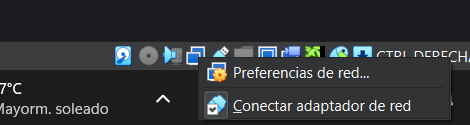 CTRL DERECHA
Preferencias de red...
7°C
Conectar adaptador de red
Mayorm. soleado